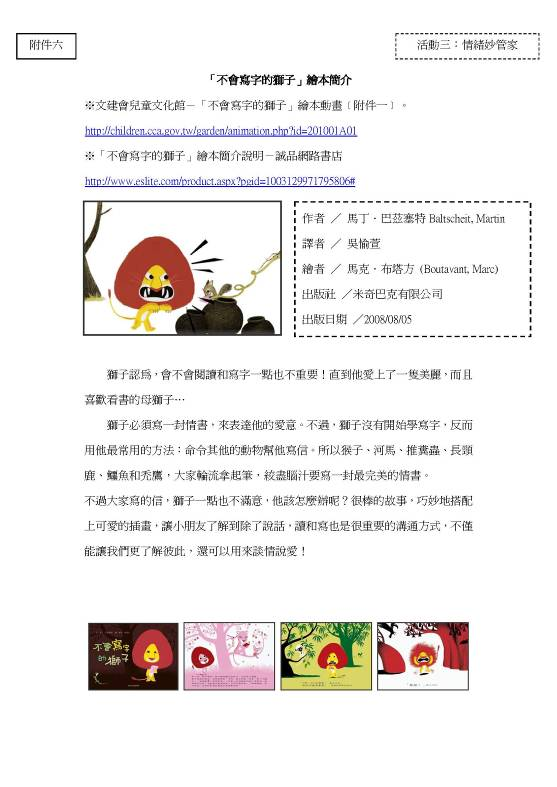 附件六
活動三：情緒妙管家
「不會寫字的獅子」繪本簡介
※文建會兒童文化館－「不會寫字的獅子」繪本動畫﹝附件一﹞。
http://children.cca.gov.tw/garden/animation.php?id=201001A01
※「不會寫字的獅子」繪本簡介說明－誠品網路書店
http://www.eslite.com/product.aspx?pgid=1003129971795806#
作者 ／ 馬丁．巴茲塞特 Baltscheit, Martin
譯者 ／ 吳愉萱
繪者 ／ 馬克．布塔方 (Boutavant, Marc)
出版社 ／米奇巴克有限公司
出版日期 ／2008/08/05
獅子認為，會不會閱讀和寫字一點也不重要！直到他愛上了一隻美麗，而且
喜歡看書的母獅子…
獅子必須寫一封情書，來表達他的愛意。不過，獅子沒有開始學寫字，反而
用他最常用的方法：命令其他的動物幫他寫信。所以猴子、河馬、推糞蟲、長頸
鹿、鱷魚和禿鷹，大家輪流拿起筆，絞盡腦汁要寫一封最完美的情書。
不過大家寫的信，獅子一點也不滿意，他該怎麼辦呢？很棒的故事，巧妙地搭配
上可愛的插畫，讓小朋友了解到除了說話，讀和寫也是很重要的溝通方式，不僅
能讓我們更了解彼此，還可以用來談情說愛！
不會寫字
的獅子